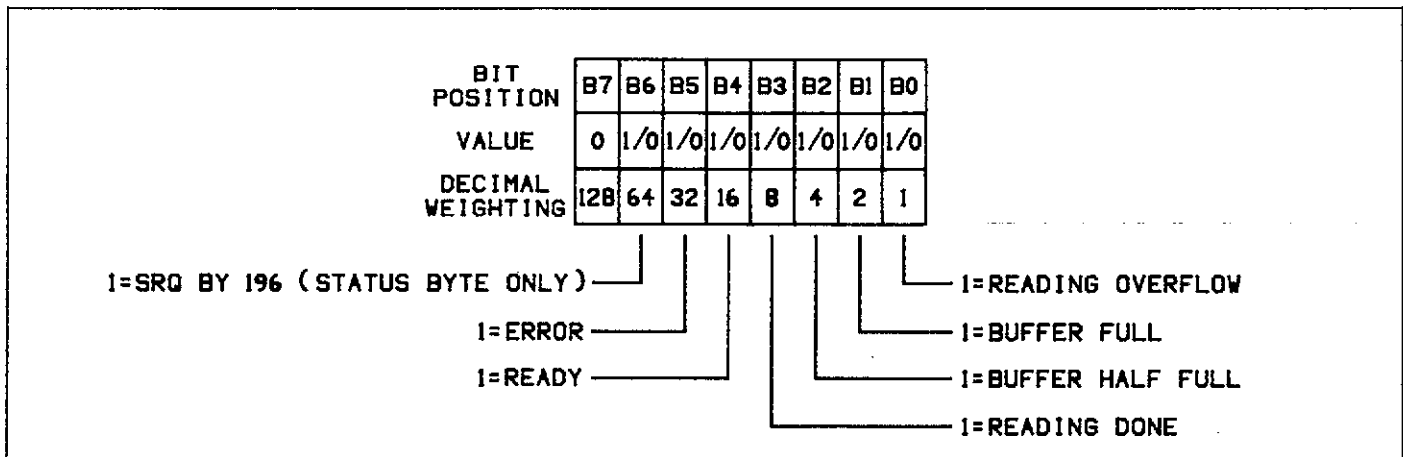 BIT POSITION B7 B6 B5 B4 B3 B2 B1 B0
VALUE 0 1/0 1/0 1/0 1/0 1/0 1/0 1/0
DECIMAL WEIGHTING 128 64 32 16 8 4 2 1
1=SRQ BY 196 (STATUS BYTE ONLY)
1=ERROR
1=READY
1=READING OVERFLOW
1=BUFFER FULL
1=BUFFER HALF FULL
1=READING DONE